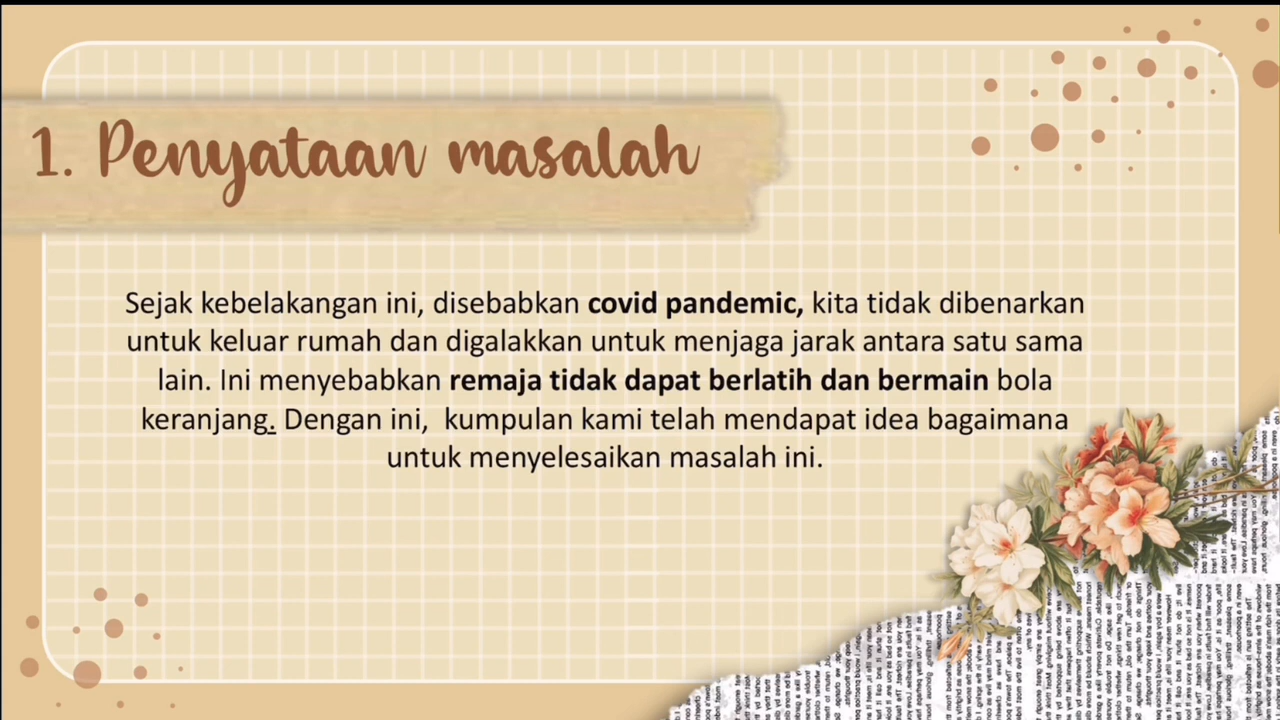 1. Penyataan masalah
Sejak kebelakangan ini, disebabkan covid pandemic, kita tidak dibenarkan
untuk keluar rumah dan digalakkan untuk menjaga jarak antara satu sama
lain. Ini menyebabkan remaja tidak dapat berlatih dan bermain bola
keranjang. Dengan ini, kumpulan kami telah mendapat idea bagaimana
untuk menyelesaikan masalah ini.